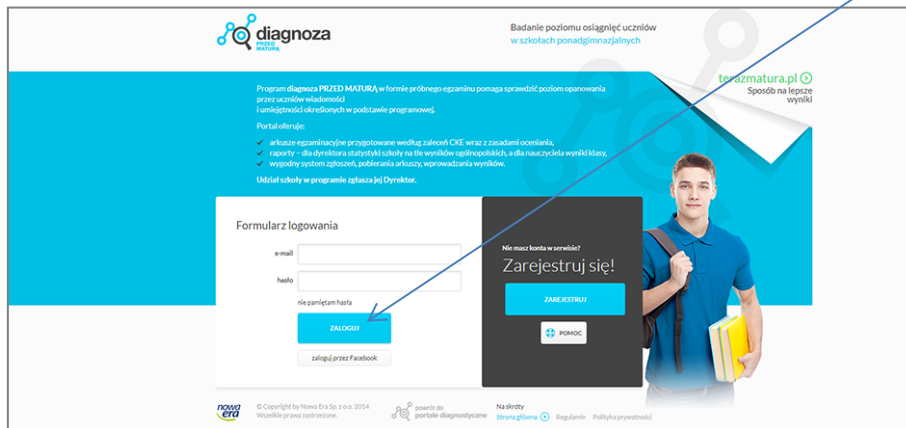 diagnoza
PRZED
MATURĄ
Badanie poziomu osiągnięć uczniów
w szkołach ponadgimnazjalnych
terazmatura.pl
Sposób na lepsze
wyniki
Program diagnoza PRZED MATURĄ w formie próbnego egzaminu pomaga sprawdzić poziom opanowania
przez uczniów wiadomości
i umiejętności określonych w podstawie programowej.
Portal oferuje:
arkusze egzaminacyjne przygotowane według zaleceń CKE wraz z zasadami oceniania,
raporty – dla dyrektora statystyki szkoły na tle wyników ogólnopolskich, a dla nauczyciela wyniki klasy,
wygodny system zgłoszeń, pobierania arkuszy, wprowadzania wyników.
Udział szkoły w programie zgłasza jej Dyrektor.
Formularz logowania
e-mail
hasło
nie pamiętam hasła
ZALOGUJ
zaloguj przez Facebook
Nie masz konta w serwisie?
Zarejestruj się!
ZAREJESTRUJ
POMOC
nowa
era
© Copyright by Nowa Era Sp. z o.o. 2014
Wszelkie prawa zastrzeżone.
powrót do
portale diagnostyczne
Na skróty
Strona główna Regulamin Polityka prywatności